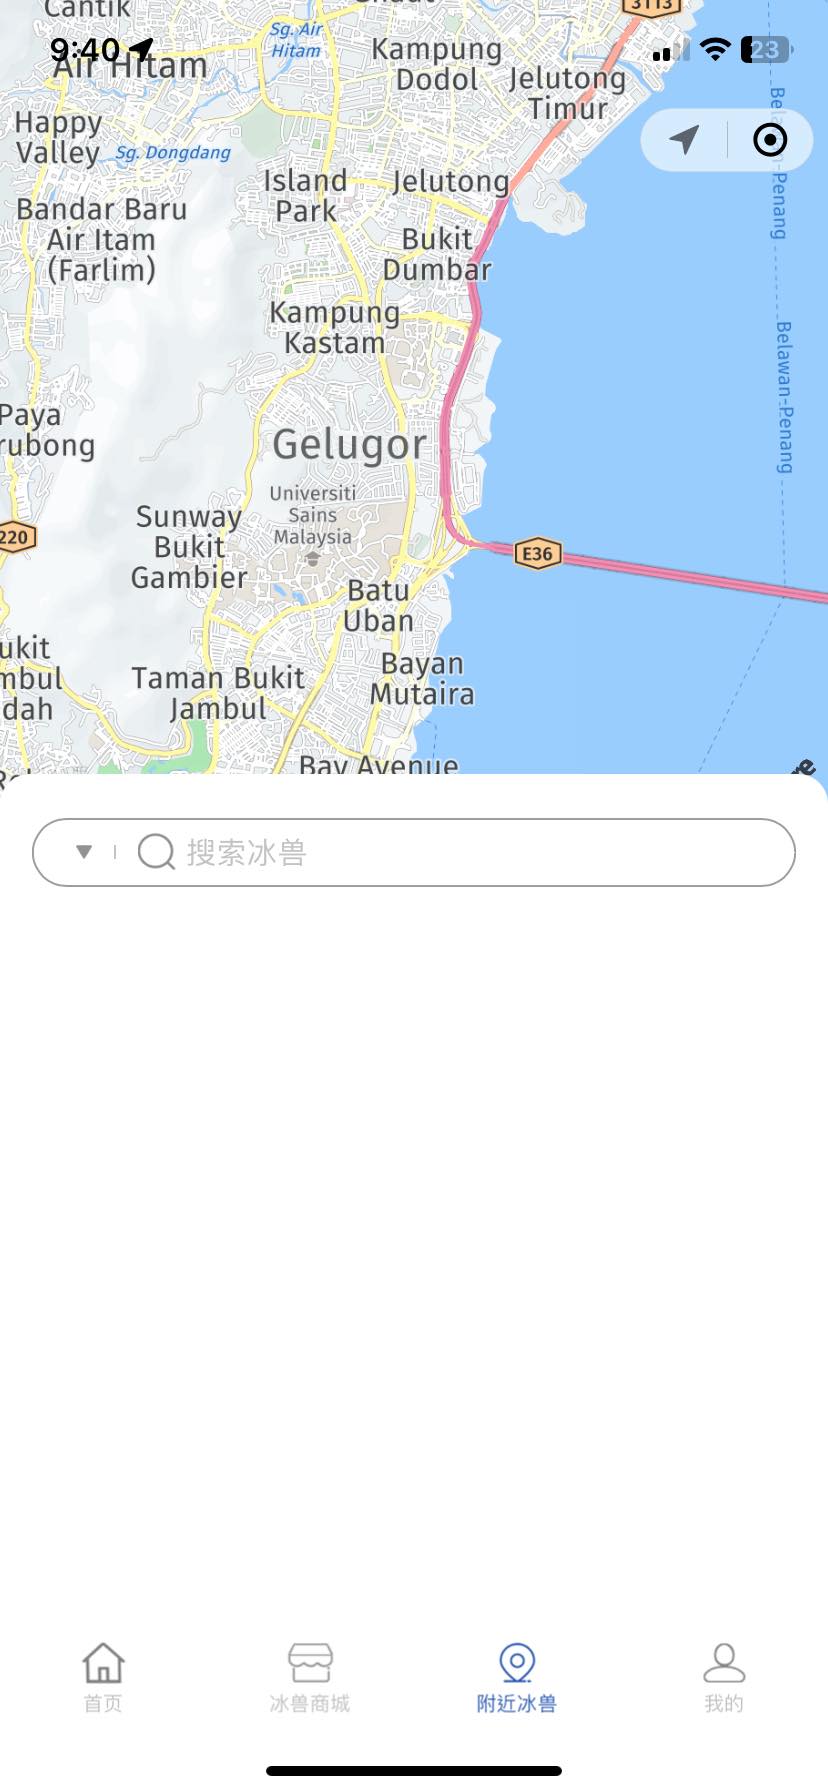 Cantik
3113
9:40
23
Air Hitam
Sg. Air
Hitam
Kampung
Dodol
Jelutong
Timur
Happy
Valley
Sg. Dongdang
Island
Park
Jelutong
Bandar Baru
Air Itam
(Farlim)
Bukit
Dumbar
Kampung
Kastam
Belawan-Penang
Paya
rubong
Gelugor
Universiti
Sains
Malaysia
Sunway
Bukit
Gambier
220
E36
Batu
Uban
ukit
mbul
dah
Taman Bukit
Jambul
Bayan
Mutaira
Bay Avenue
搜索冰兽
首页
冰兽商城
附近冰兽
我的